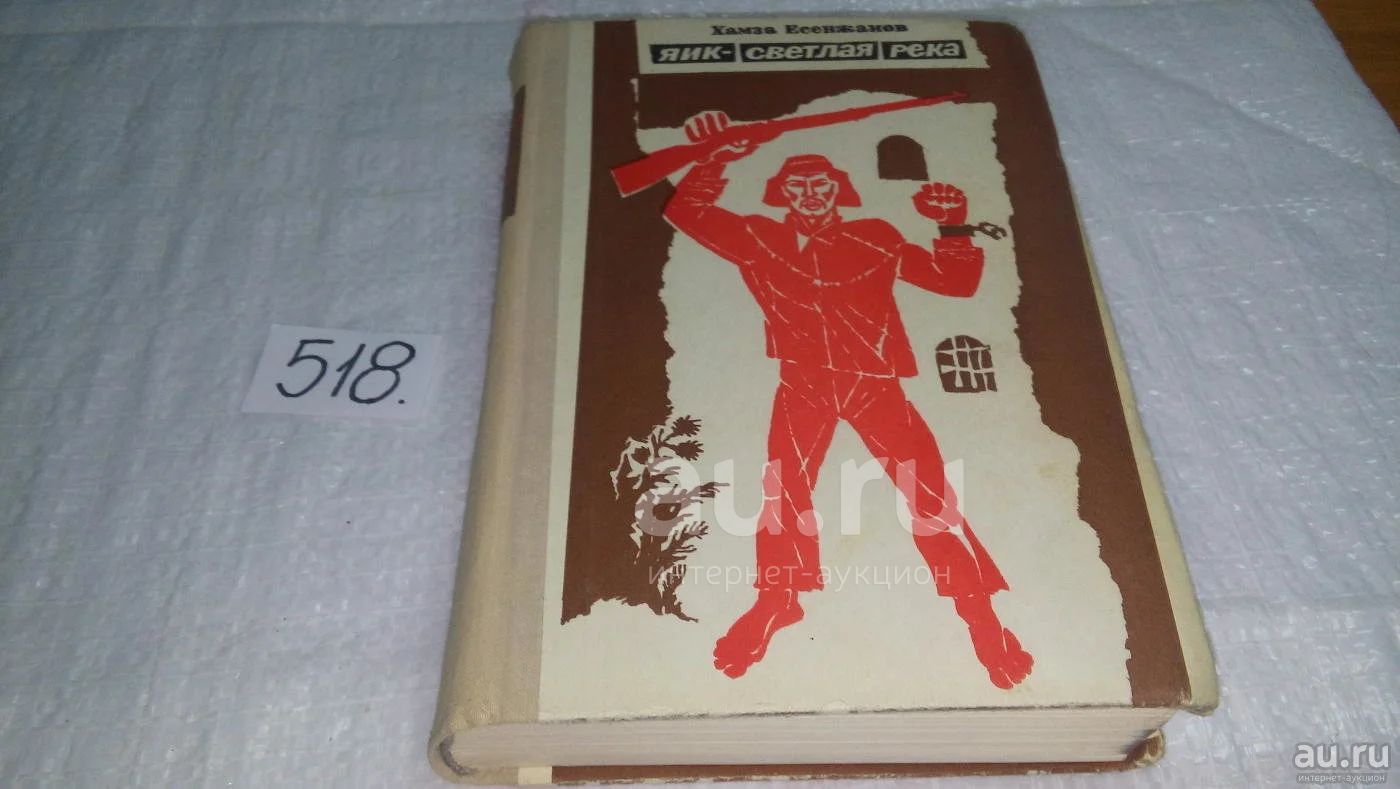 Хамза Есенжанов
ЯИК- СВЕТЛАЯ РЕКА
518.
au.ru
интернет-аукцион
au.ru
интернет-аукцион